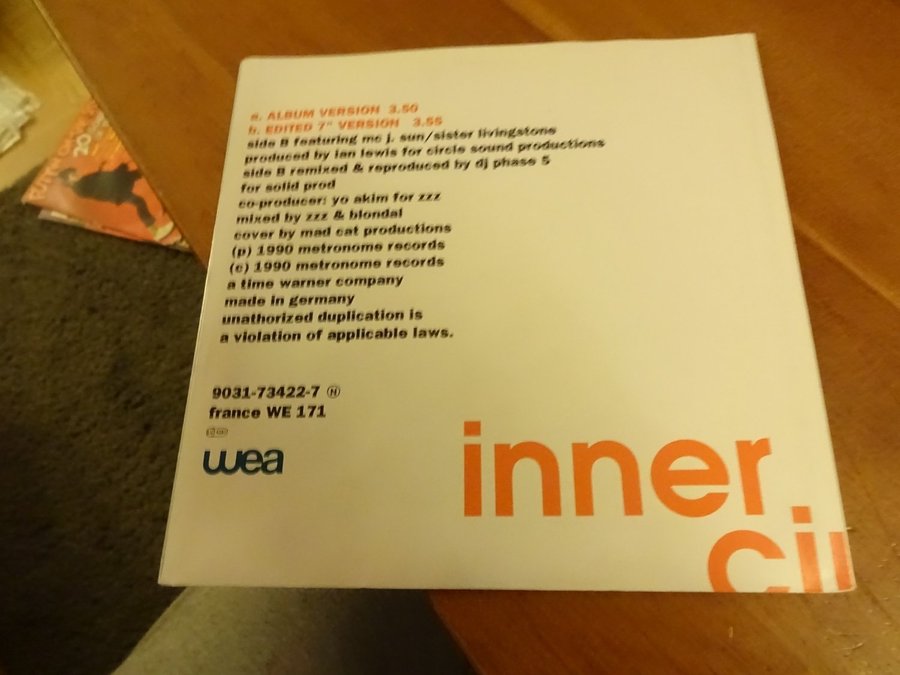 a. ALBUM VERSION 3.50
b. EDITED 7" VERSION 3.55
side B featuring mc j. sun/sister livingstone
produced by ian lewis for circle sound productions
side B remixed & reproduced by dj phase 5
for solid prod
co-producer: yo akim for zzz
mixed by zzz & blondal
cover by mad cat productions
(p) 1990 metronome records
(c) 1990 metronome records
a time warner company
made in germany
unathorized duplication is
a violation of applicable laws.
9031-73422-7 N
france WE 171
wea
inner
cir
20